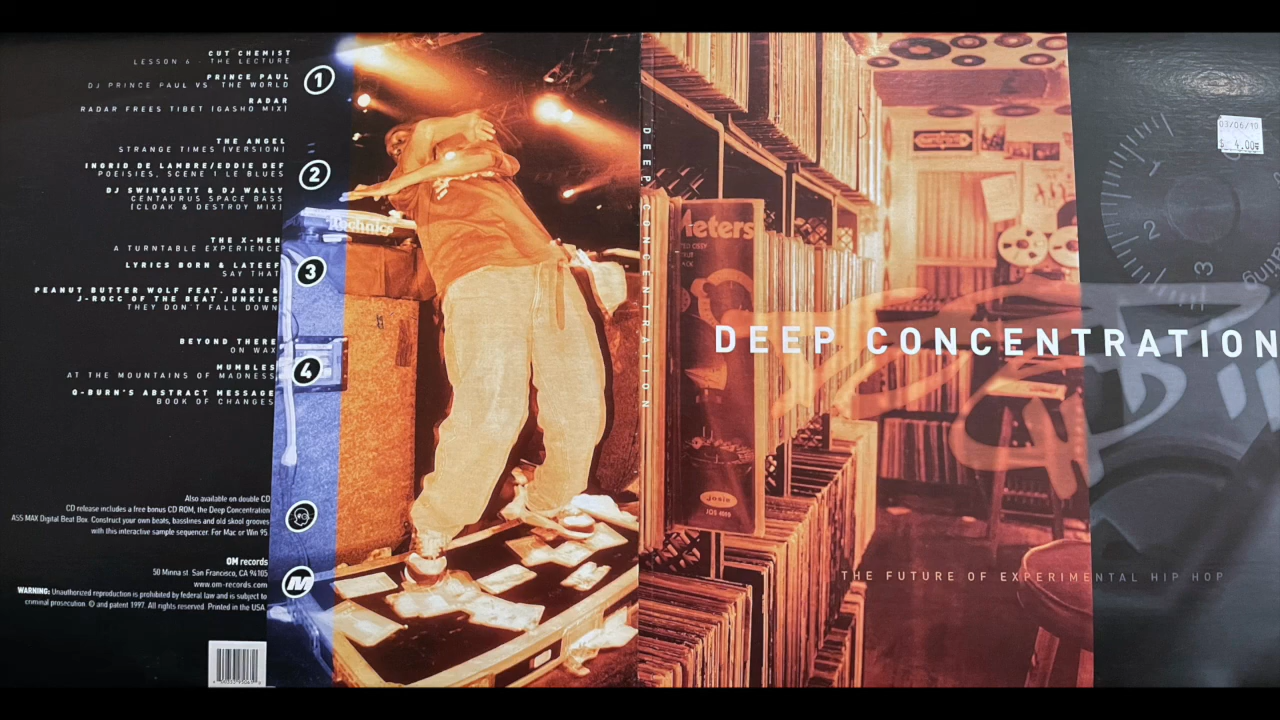 CUT CHEMIST
LESSON 6 - THE LECTURE
PRINCE PAUL
DJ PRINCE PAUL VS. THE WORLD
RADAR
RADAR FREES TIBET (GASHO MIX)
1
THE ANGEL
STRANGE TIMES (VERSION)
INGRID DE LAMBRE/EDDIE DEF
POEISIES, SCENE 1 LE BLUES
DJ SWINGSETT & DJ WALLY
CENTAURUS SPACE BASS
(CLOAK & DESTROY MIX)
2
THE X-MEN
A TURNTABLE EXPERIENCE
LYRICS BORN & LATEEF
SAY THAT
PEANUT BUTTER WOLF FEAT. BABU &
J-ROCC OF THE BEAT JUNKIES
THEY DON'T FALL DOWN
3
BEYOND THERE
ON WAX
MUMBLES
AT THE MOUNTAINS OF MADNESS
Q-BURN'S ABSTRACT MESSAGE
BOOK OF CHANGES
4
Also available on double CD
CD release includes a free bonus CD ROM, the Deep Concentration
ASS MAX Digital Beat Box. Construct your own beats, basslines and old skool grooves
with this interactive sample sequencer. For Mac or Win 95.
OM records
50 Minna st San Francisco, CA 94105
www.om-records.com
WARNING: Unauthorized reproduction is prohibited by federal law and is subject to
criminal prosecution. © and patent 1997. All rights reserved. Printed in the USA.
Technics
DEEP CONCENTRATION
Meters
Josie
JOS 4010
DEEP CONCENTRATION
THE FUTURE OF EXPERIMENTAL HIP HOP
03/06/10
$ 4.00
1
2
3